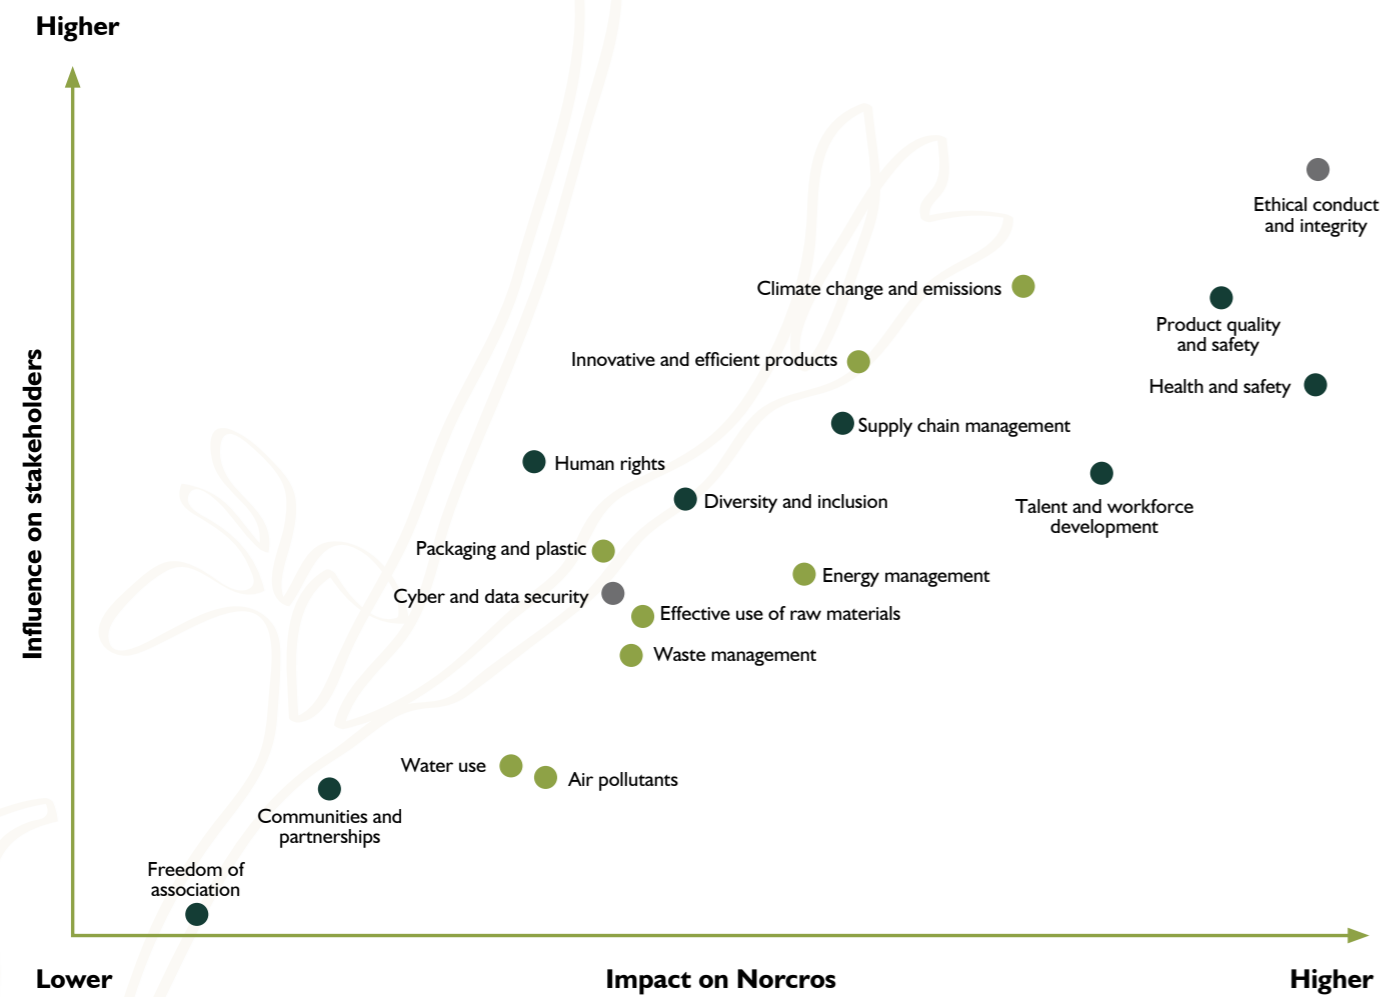 Higher
Ethical conduct
and integrity
Climate change and emissions
Product quality
and safety
Innovative and efficient products
Health and safety
Supply chain management
Human rights
Diversity and inclusion
Talent and workforce
development
Packaging and plastic
Energy management
Cyber and data security
Effective use of raw materials
Waste management
Water use
Air pollutants
Communities and
partnerships
Freedom of
association
Influence on stakeholders
Lower
Impact on Norcros
Higher